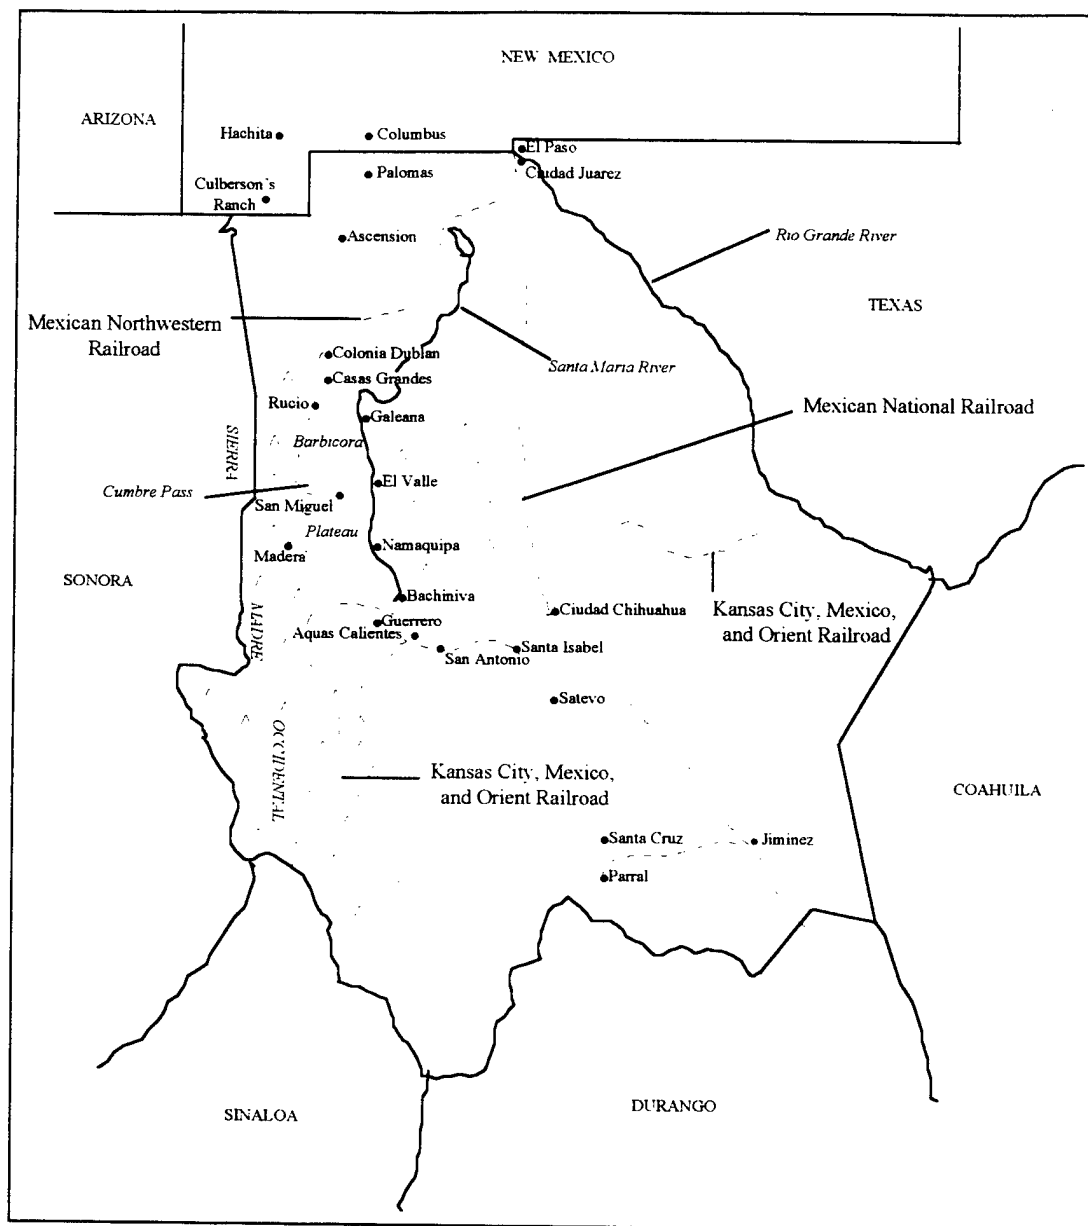 NEW MEXICO
ARIZONA
Hachita
Columbus
El Paso
Ciudad Juarez
Palomas
Culberson's
Ranch
Ascension
Rio Grande River
TEXAS
Mexican Northwestern
Railroad
Colonia Dublan
Casas Grandes
Santa Maria River
Rucio
Galeana
Mexican National Railroad
Barbicora
SIERRA
El Valle
Cumbre Pass
San Miguel
Plateau
Madera
Namaquipa
SONORA
Bachiniva
Ciudad Chihuahua
Kansas City, Mexico,
and Orient Railroad
MADRE
Guerrero
Aquas Calientes
San Antonio
Santa Isabel
Satevo
OCCIDENTAL
Kansas City, Mexico,
and Orient Railroad
COAHUILA
Santa Cruz
Jiminez
Parral
SINALOA
DURANGO